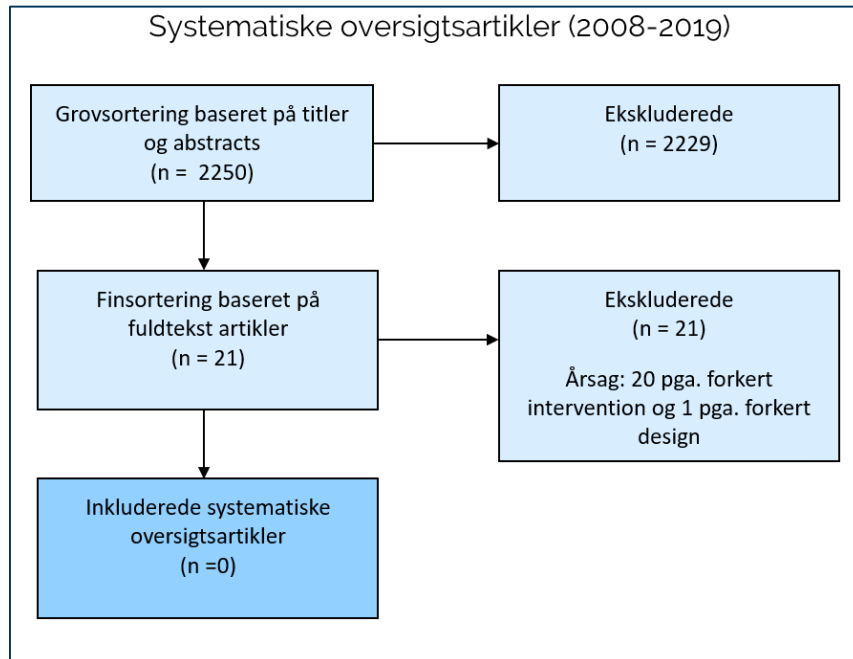 Systematiske oversigtsartikler (2008-2019)
Grovsortering baseret på titler
og abstracts
(n =  2250)
Ekskluderede
(n = 2229)
Finsortering baseret på
fuldtekst artikler
(n = 21)
Ekskluderede
(n = 21)
Årsag: 20 pga. forkert
intervention og 1 pga. forkert
design
Inkluderede systematiske
oversigtsartikler
(n =0)